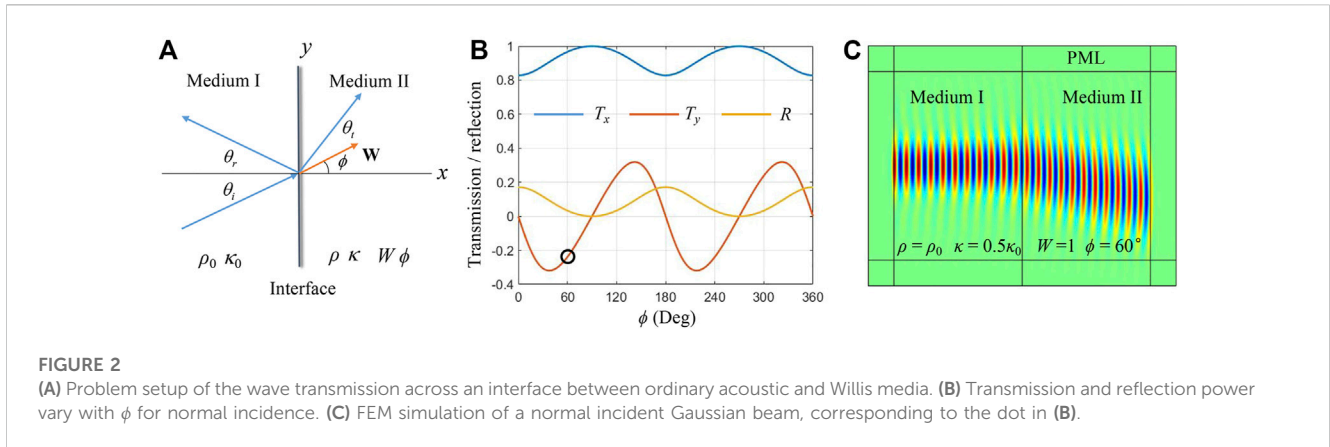 A
y
Medium I
Medium II
θt
W
θr
ϕ
x
θi
ρ0 κ0
ρ κ W ϕ
Interface
B
Transmission / reflection
1
0.8
0.6
0.4
0.2
0
-0.2
-0.4
Tx Ty R
0 60 120 180 240 300 360
ϕ (Deg)
C
PML
Medium I Medium II
ρ = ρ0 κ = 0.5κ0 W = 1 ϕ = 60°
FIGURE 2
(A) Problem setup of the wave transmission across an interface between ordinary acoustic and Willis media. (B) Transmission and reflection power
vary with ϕ for normal incidence. (C) FEM simulation of a normal incident Gaussian beam, corresponding to the dot in (B).